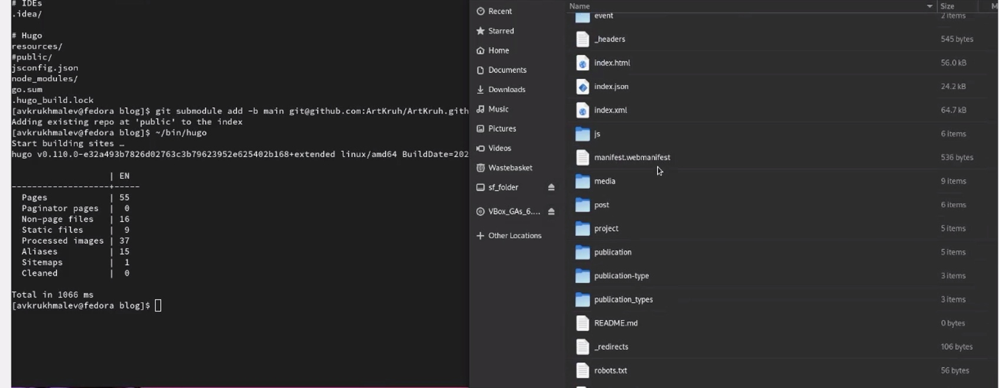 # IDEs
.idea/
# Hugo
resources/
#public/
jsconfig.json
node_modules/
go.sum
.hugo_build.lock
[avkrukhmalev@fedora blog]$ git submodule add -b main git@github.com:ArtKruh/ArtKruh.gith
Adding existing repo at 'public' to the index
[avkrukhmalev@fedora blog]$ ~/bin/hugo
Start building sites …
hugo v0.110.0-e32a493b7826d02763c3b79623952e625402b168+extended linux/amd64 BuildDate=202
| EN
-------------------+-----
Pages | 55
Paginator pages | 0
Non-page files | 16
Static files | 9
Processed images | 37
Aliases | 15
Sitemaps | 1
Cleaned | 0
Total in 1066 ms
[avkrukhmalev@fedora blog]$
Recent
Starred
Home
Documents
Downloads
Music
Pictures
Videos
Wastebasket
sf_folder
VBox_GAs_6....
+ Other Locations
Name Size M
event 2 items
_headers 545 bytes
index.html 56.0 kB
index.json 24.2 kB
index.xml 64.7 kB
js 6 items
manifest.webmanifest 536 bytes
media 9 items
post 6 items
project 5 items
publication 5 items
publication-type 3 items
publication_types 3 items
README.md 0 bytes
_redirects 106 bytes
robots.txt 56 bytes